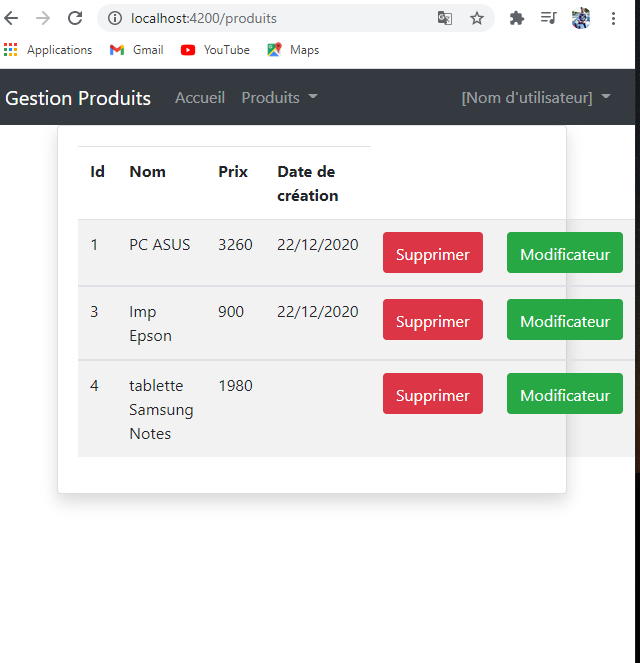 localhost:4200/produits
Applications Gmail YouTube Maps
Gestion Produits Accueil Produits [Nom d'utilisateur]
Id Nom Prix Date de
création
1 PC ASUS 3260 22/12/2020 Supprimer Modificateur
3 Imp 900 22/12/2020 Supprimer Modificateur
Epson
4 tablette 1980 Supprimer Modificateur
Samsung
Notes